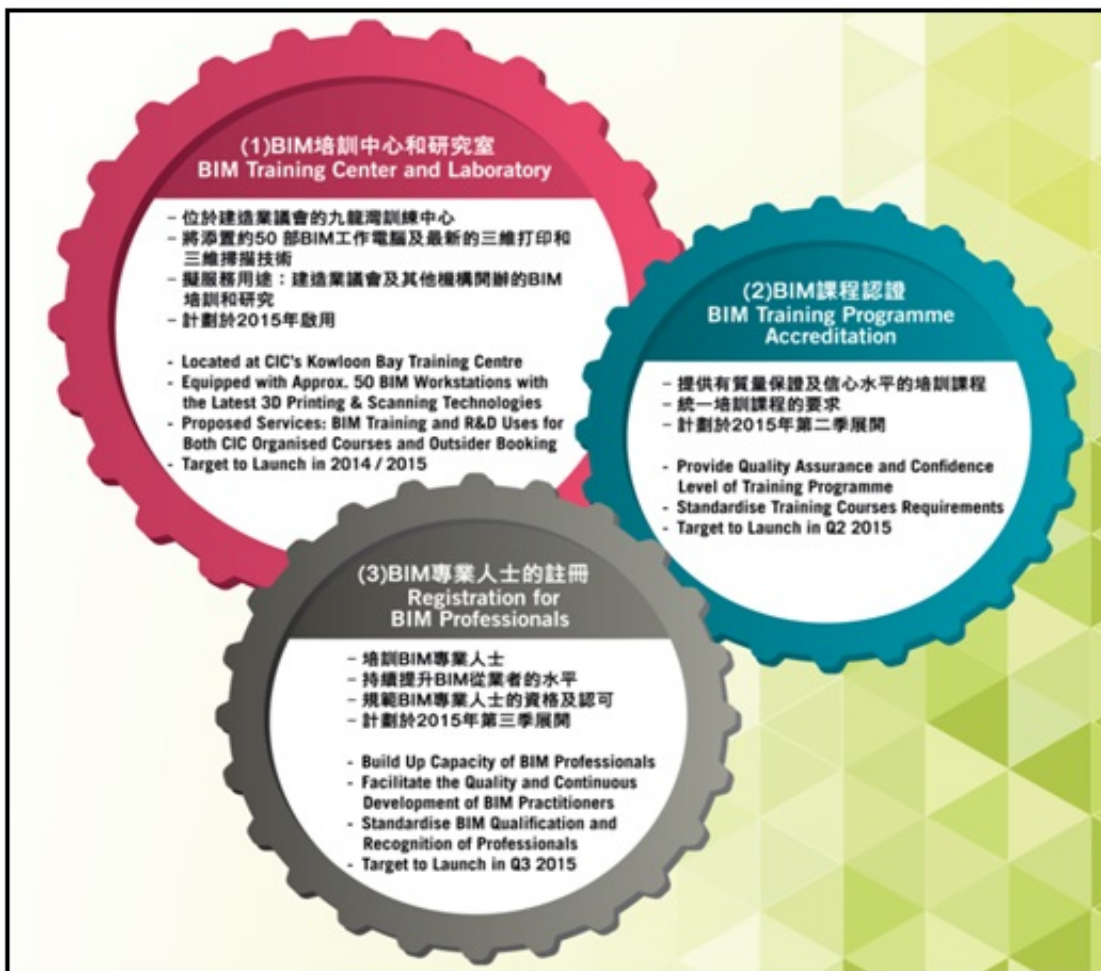 (1)BIM培訓中心和研究室
BIM Training Center and Laboratory
– 位於建造業議會的九龍灣訓練中心
– 將添置約50 部BIM工作電腦及最新的三維打印和
三維掃描技術
– 擬服務用途：建造業議會及其他機構開辦的BIM
培訓和研究
– 計劃於2015年啟用
- Located at CIC's Kowloon Bay Training Centre
- Equipped with Approx. 50 BIM Workstations with
the Latest 3D Printing & Scanning Technologies
- Proposed Services: BIM Training and R&D Uses for
Both CIC Organised Courses and Outsider Booking
- Target to Launch in 2014 / 2015
(2)BIM課程認證
BIM Training Programme
Accreditation
– 提供有質量保證及信心水平的培訓課程
– 統一培訓課程的要求
– 計劃於2015年第二季展開
- Provide Quality Assurance and Confidence
Level of Training Programme
- Standardise Training Courses Requirements
- Target to Launch in Q2 2015
(3)BIM專業人士的註冊
Registration for
BIM Professionals
– 培訓BIM專業人士
– 持續提升BIM從業者的水平
– 規範BIM專業人士的資格及認可
– 計劃於2015年第三季展開
- Build Up Capacity of BIM Professionals
- Facilitate the Quality and Continuous
Development of BIM Practitioners
- Standardise BIM Qualification and
Recognition of Professionals
- Target to Launch in Q3 2015